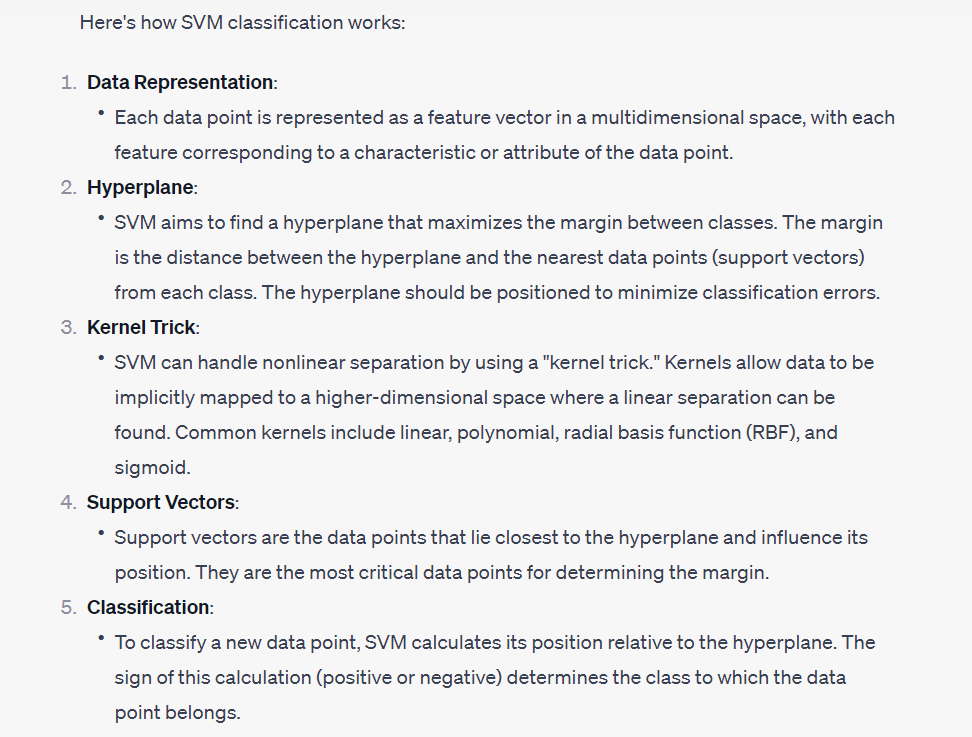 Here's how SVM classification works:
1. Data Representation:
• Each data point is represented as a feature vector in a multidimensional space, with each
feature corresponding to a characteristic or attribute of the data point.
2. Hyperplane:
• SVM aims to find a hyperplane that maximizes the margin between classes. The margin
is the distance between the hyperplane and the nearest data points (support vectors)
from each class. The hyperplane should be positioned to minimize classification errors.
3. Kernel Trick:
• SVM can handle nonlinear separation by using a "kernel trick." Kernels allow data to be
implicitly mapped to a higher-dimensional space where a linear separation can be
found. Common kernels include linear, polynomial, radial basis function (RBF), and
sigmoid.
4. Support Vectors:
• Support vectors are the data points that lie closest to the hyperplane and influence its
position. They are the most critical data points for determining the margin.
5. Classification:
• To classify a new data point, SVM calculates its position relative to the hyperplane. The
sign of this calculation (positive or negative) determines the class to which the data
point belongs.